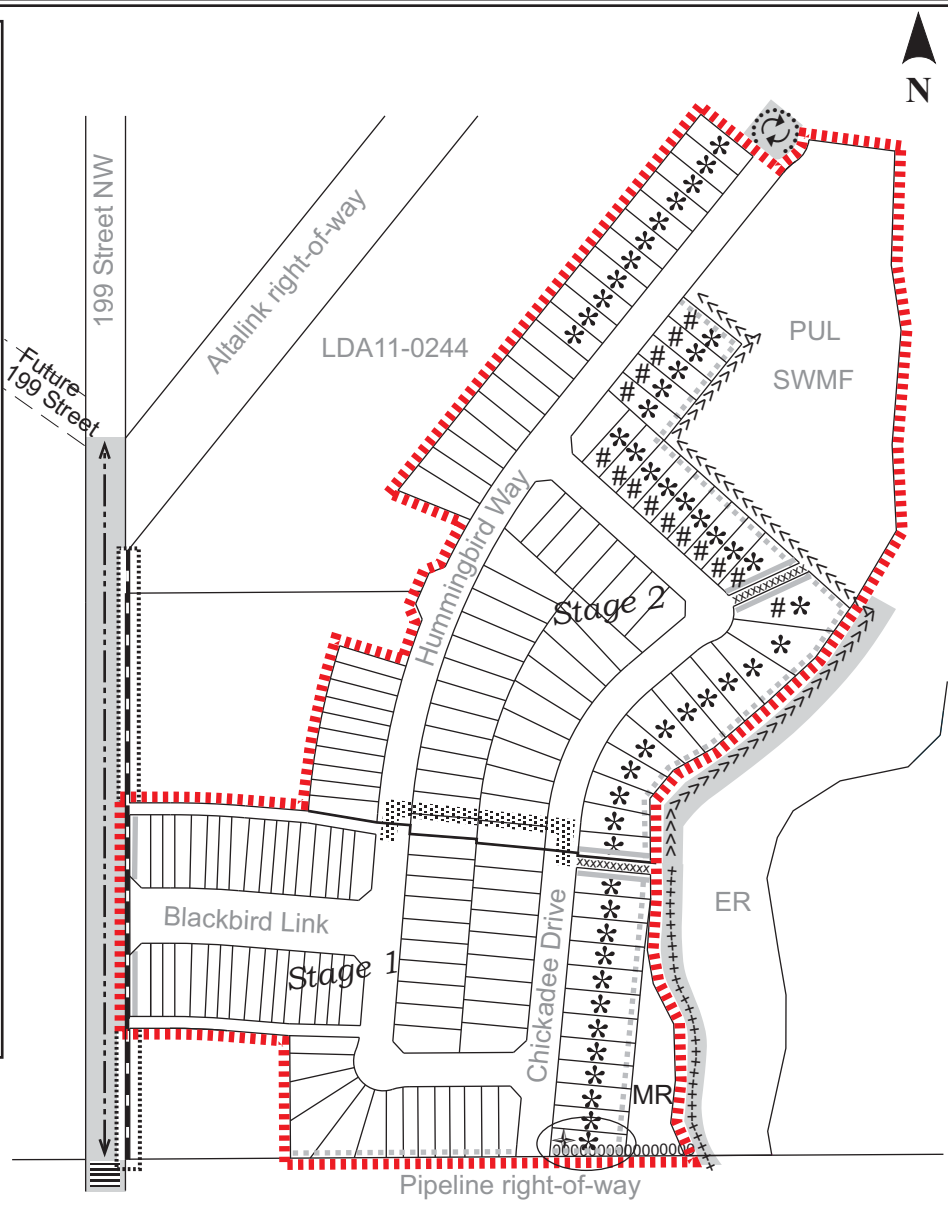 N
199 Street NW
Altalink right-of-way
LDA11-0244
Future
199 Street
PUL
SWMF
Hummingbird Way
Stage 2
Blackbird Link
Stage 1
Chickadee Drive
ER
MR
Pipeline right-of-way